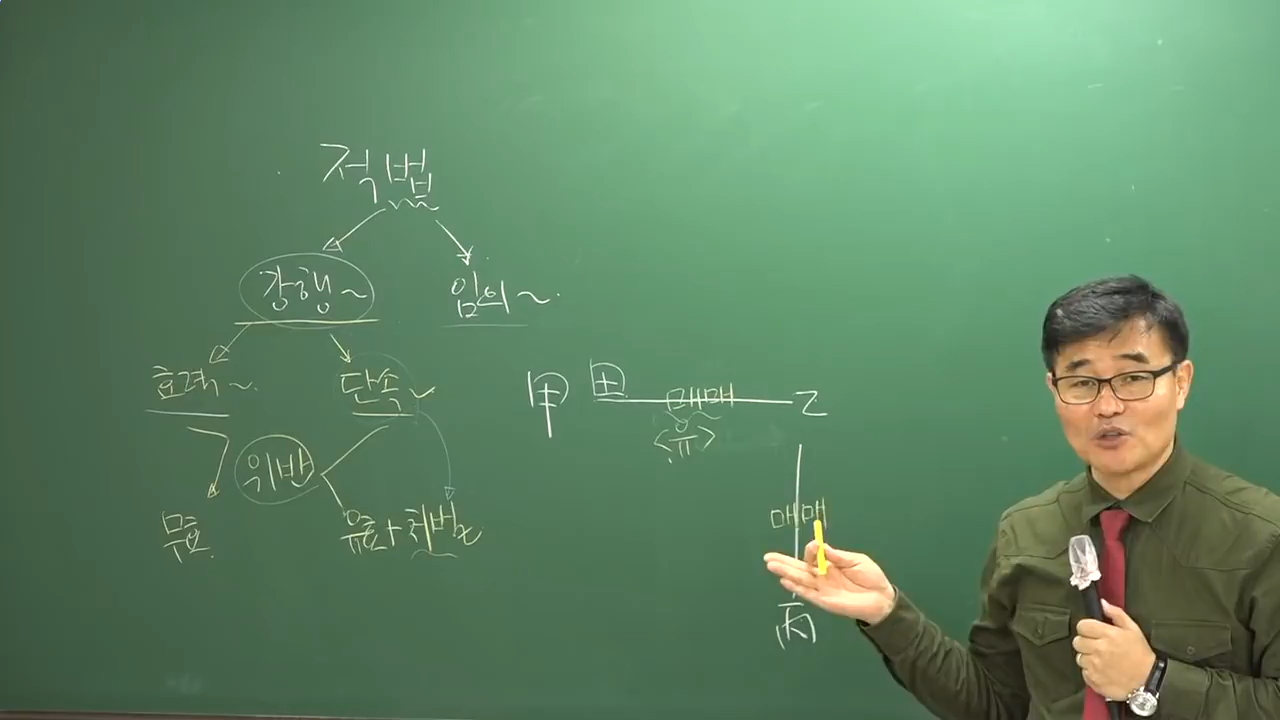 적법
강행~ 임의~
효력~ 단속~
甲 土 매매 乙
<유>
위반
매매
무효 유효+처벌
丙